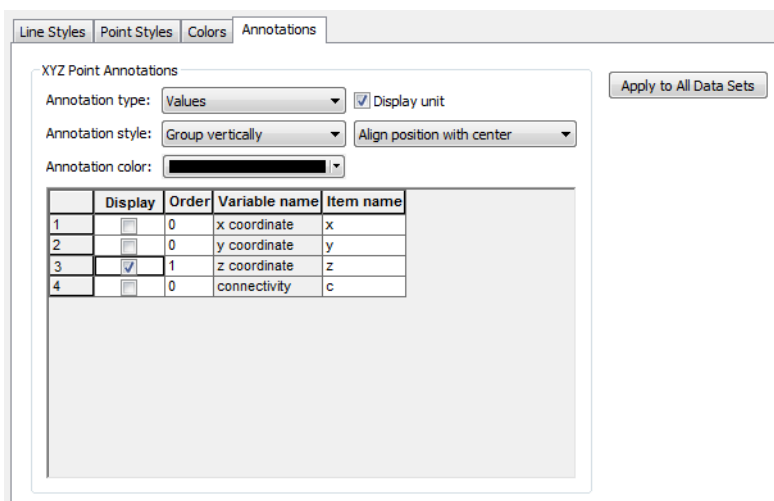 Line Styles Point Styles Colors Annotations
XYZ Point Annotations
Apply to All Data Sets
Annotation type: Values Display unit
Annotation style: Group vertically Align position with center
Annotation color:
Display Order Variable name Item name
1 0 x coordinate x
2 0 y coordinate y
3 1 z coordinate z
4 0 connectivity c